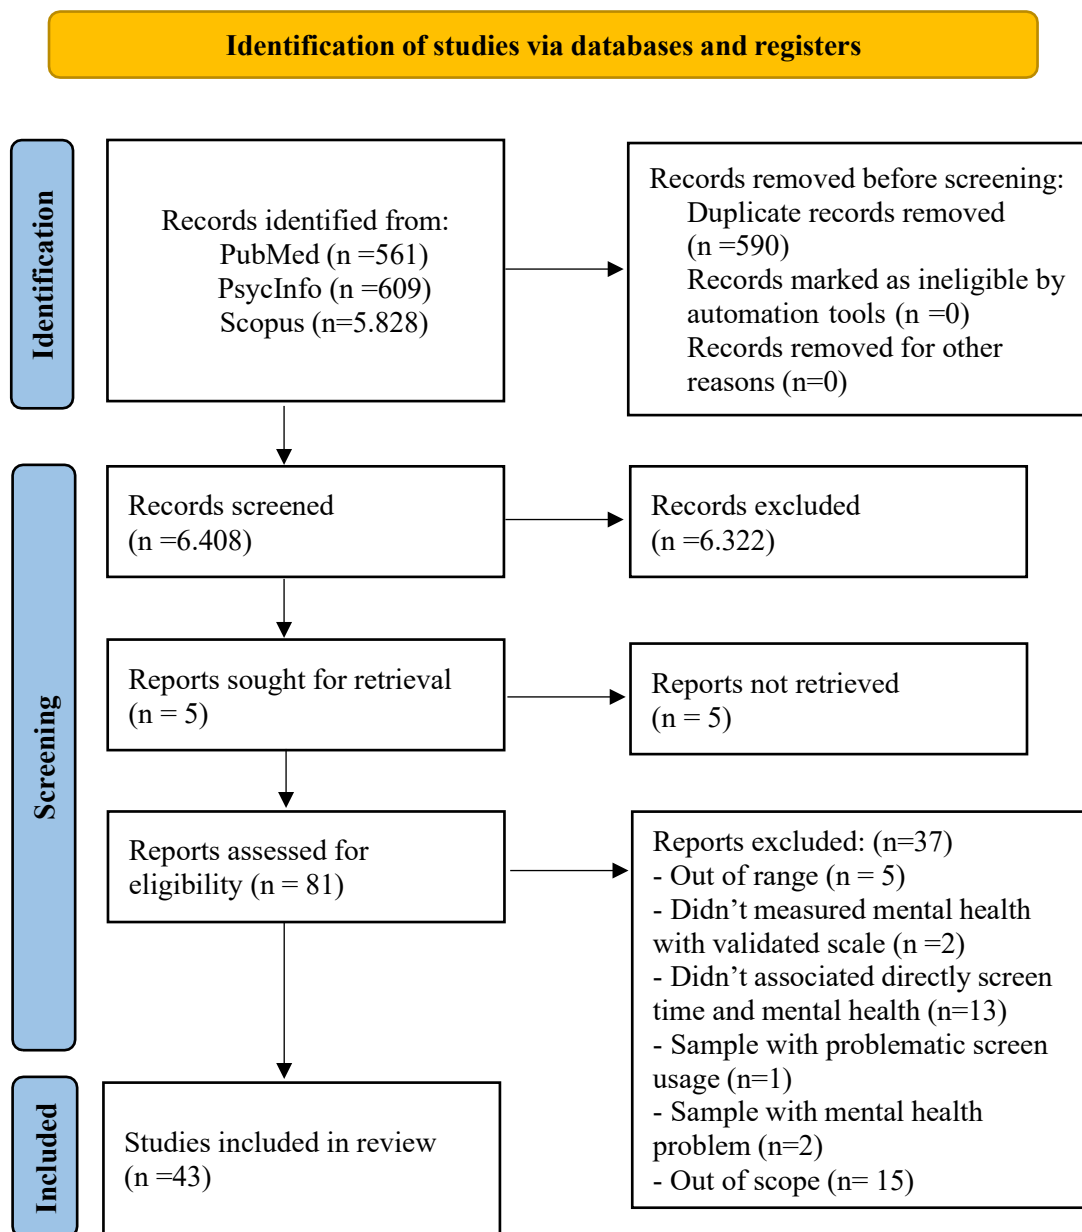 Identification of studies via databases and registers
Identification
Records identified from:
PubMed (n =561)
PsycInfo (n =609)
Scopus (n=5.828)
Records removed before screening:
Duplicate records removed
(n =590)
Records marked as ineligible by
automation tools (n =0)
Records removed for other
reasons (n=0)
Screening
Records screened
(n =6.408)
Records excluded
(n =6.322)
Reports sought for retrieval
(n = 5)
Reports not retrieved
(n = 5)
Reports assessed for
eligibility (n = 81)
Reports excluded: (n=37)
- Out of range (n = 5)
- Didn’t measured mental health
with validated scale (n =2)
- Didn’t associated directly screen
time and mental health (n=13)
- Sample with problematic screen
usage (n=1)
- Sample with mental health
problem (n=2)
- Out of scope (n= 15)
Included
Studies included in review
(n =43)